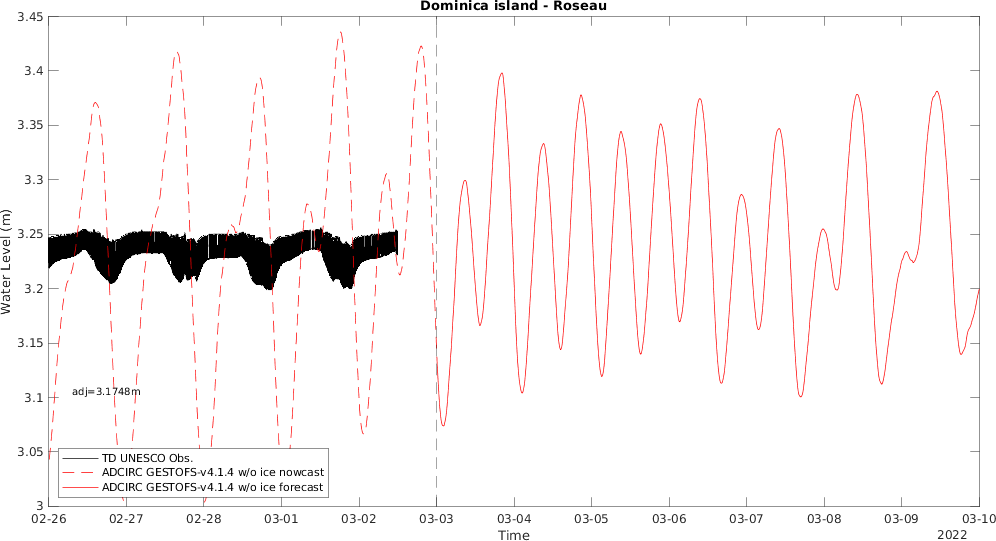 Dominica island - Roseau
3.45
3.4
3.35
3.3
3.25
3.2
3.15
3.1
3.05
3
Water Level (m)
adj=3.1748m
TD UNESCO Obs.
ADCIRC GESTOFS-v4.1.4 w/o ice nowcast
ADCIRC GESTOFS-v4.1.4 w/o ice forecast
02-26 02-27 02-28 03-01 03-02 03-03 03-04 03-05 03-06 03-07 03-08 03-09 03-10
Time
2022